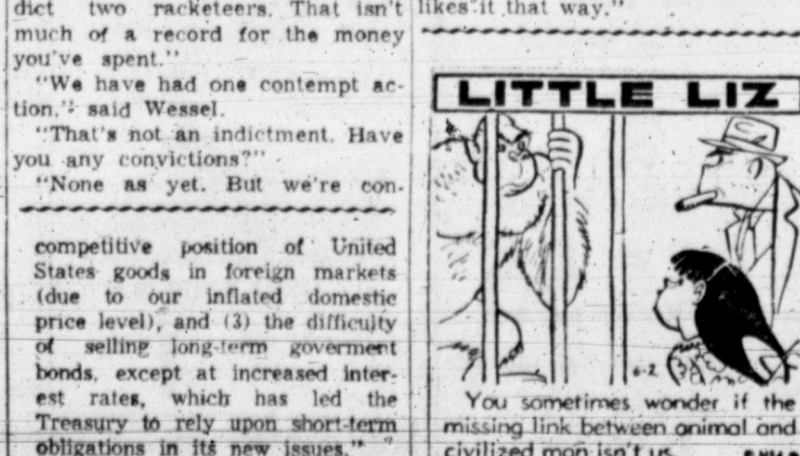 dict two racketeers. That isn't
much of a record for the money
you've spent."
"We have had one contempt ac-
tion," said Wessel.
"That's not an indictment. Have
you any convictions?"
"None as yet. But we're con-
competitive position of United
States goods in foreign markets
(due to our inflated domestic
price level), and (3) the difficulty
of selling long-term goverment
bonds, except at increased inter-
est rates, which has led the
Treasury to rely upon short-term
obligations in its new issues."
likes it that way."
LITTLE LIZ
6-2
You sometimes wonder if the
missing link between animal and
civilized man isn't us.